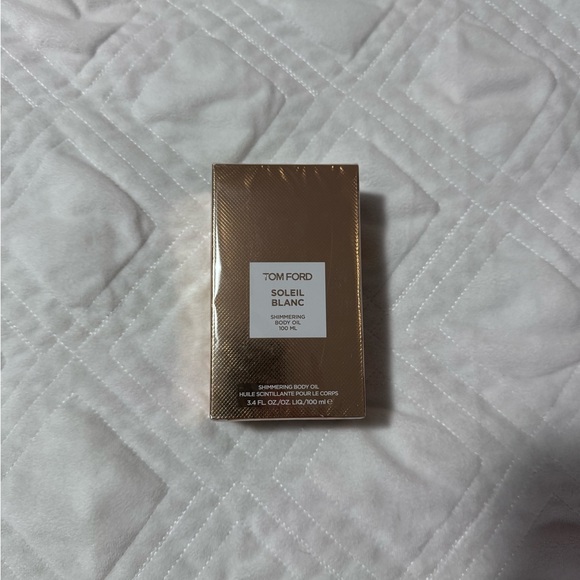 TOM FORD
SOLEIL
BLANC
SHIMMERING
BODY OIL
100 ML
SHIMMERING BODY OIL
HUILE SCINTILLANTE POUR LE CORPS
3.4 FL. OZ./OZ. LIQ./100 ml ℮